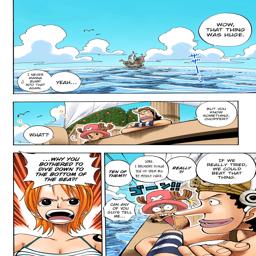 WOW,
THAT THING
WAS HUGE.
I NEVER
WANNA
BUMP
INTO THAT
AGAIN.
YEAH...
BUT YOU
KNOW
SOMETHING,
CHOPPER?
WHAT?
IF WE
REALLY TRIED,
WE COULD
BEAT THAT
THING.
REALLY?
TEN OF
THEM!!
CAN ANY
OF YOU
GUYS TELL
ME...
...WHY YOU
BOTHERED TO
DIVE DOWN
TO THE
BOTTOM OF
THE SEA?!